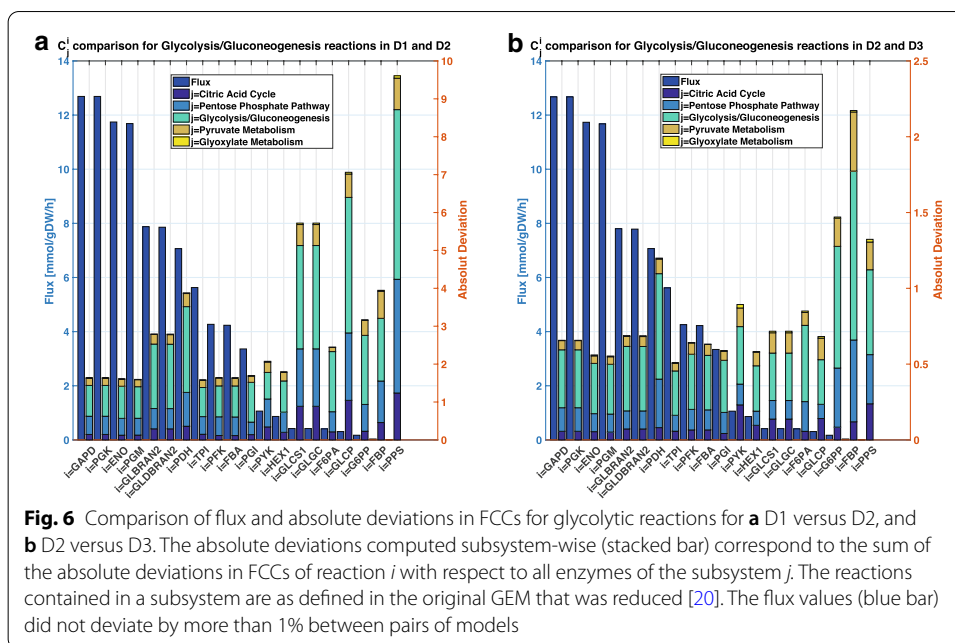 a C_j^i comparison for Glycolysis/Gluconeogenesis reactions in D1 and D2
14
12
10
8
6
4
2
0
Flux [mmol/gDW/h]
Flux
j=Citric Acid Cycle
j=Pentose Phosphate Pathway
j=Glycolysis/Gluconeogenesis
j=Pyruvate Metabolism
j=Glyoxylate Metabolism
10
9
8
7
6
5
4
3
2
1
0
Absolut Deviation
i=GAPD
i=PGK
i=ENO
i=PGM
i=GLBRAN2
i=GLDBRAN2
i=PDH
i=TPI
i=PFK
i=FBA
i=PGI
i=PYK
i=HEX1
i=GLCS1
i=GLGC
i=F6PA
i=GLCP
i=G6PP
i=FBP
i=PPS
b C_j^i comparison for Glycolysis/Gluconeogenesis reactions in D2 and D3
14
12
10
8
6
4
2
0
Flux [mmol/gDW/h]
Flux
j=Citric Acid Cycle
j=Pentose Phosphate Pathway
j=Glycolysis/Gluconeogenesis
j=Pyruvate Metabolism
j=Glyoxylate Metabolism
2.5
2
1.5
1
0.5
0
Absolut Deviation
i=GAPD
i=PGK
i=ENO
i=PGM
i=GLBRAN2
i=GLDBRAN2
i=PDH
i=TPI
i=PFK
i=FBA
i=PGI
i=PYK
i=HEX1
i=GLCS1
i=GLGC
i=F6PA
i=GLCP
i=G6PP
i=FBP
i=PPS
Fig. 6 Comparison of flux and absolute deviations in FCCs for glycolytic reactions for a D1 versus D2, and
b D2 versus D3. The absolute deviations computed subsystem-wise (stacked bar) correspond to the sum of
the absolute deviations in FCCs of reaction i with respect to all enzymes of the subsystem j. The reactions
contained in a subsystem are as defined in the original GEM that was reduced [20]. The flux values (blue bar)
did not deviate by more than 1% between pairs of models